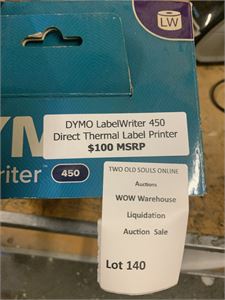 LW
DYMO LabelWriter 450
Direct Thermal Label Printer
$100 MSRP
YM
riter 450
TWO OLD SOULS ONLINE
Auctions
WOW Warehouse
Liquidation
Auction Sale
Lot 140